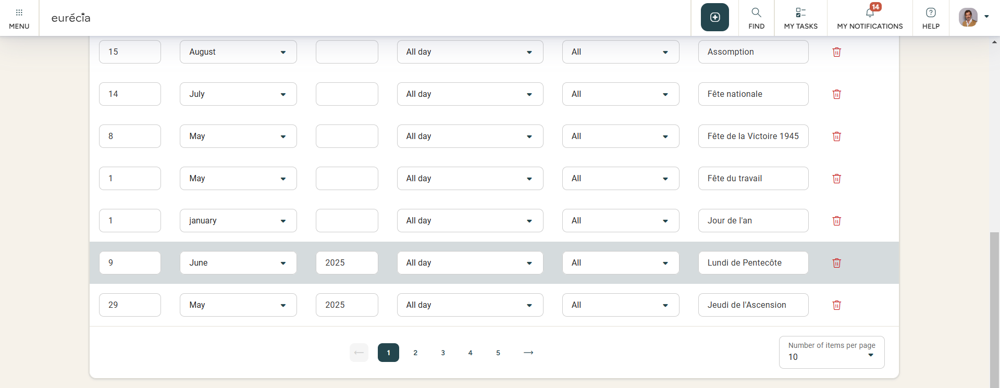 MENU
eurécia
FIND
MY TASKS
14
MY NOTIFICATIONS
HELP
15 August All day All Assomption
14 July All day All Fête nationale
8 May All day All Fête de la Victoire 1945
1 May All day All Fête du travail
1 january All day All Jour de l'an
9 June 2025 All day All Lundi de Pentecôte
29 May 2025 All day All Jeudi de l'Ascension
1 2 3 4 5
Number of items per page
10